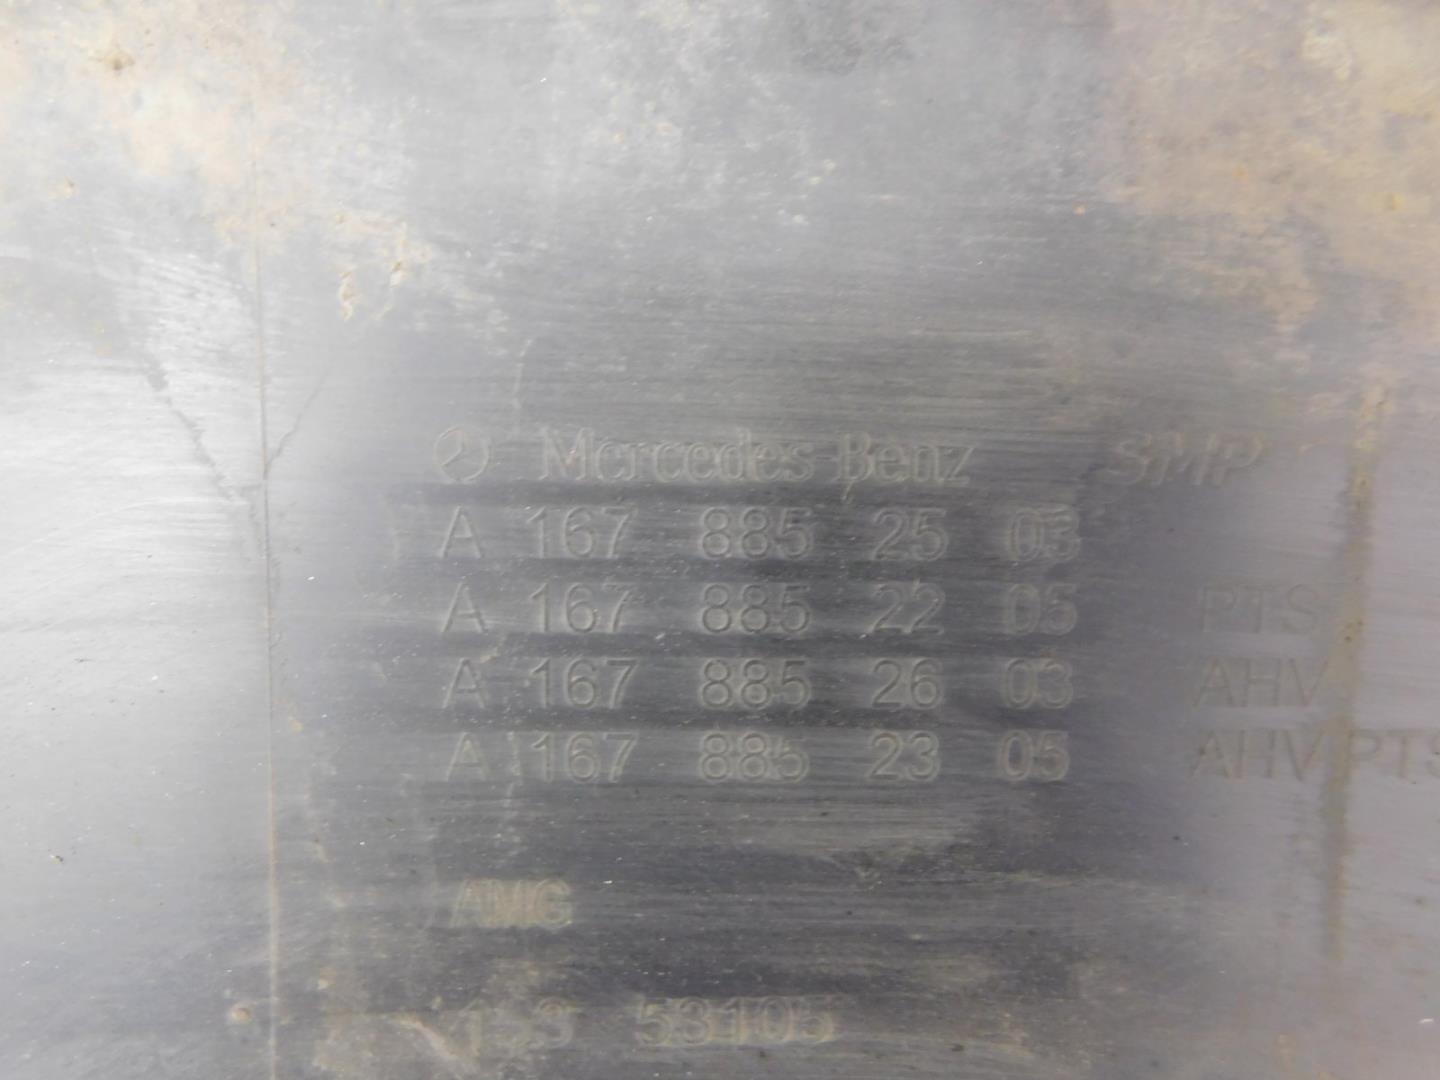 Mercedes-Benz SMP
A 167 885 25 03
A 167 885 22 05 PTS
A 167 885 26 03 AHV
A 167 885 23 05 AHV PTS
AMG
53105